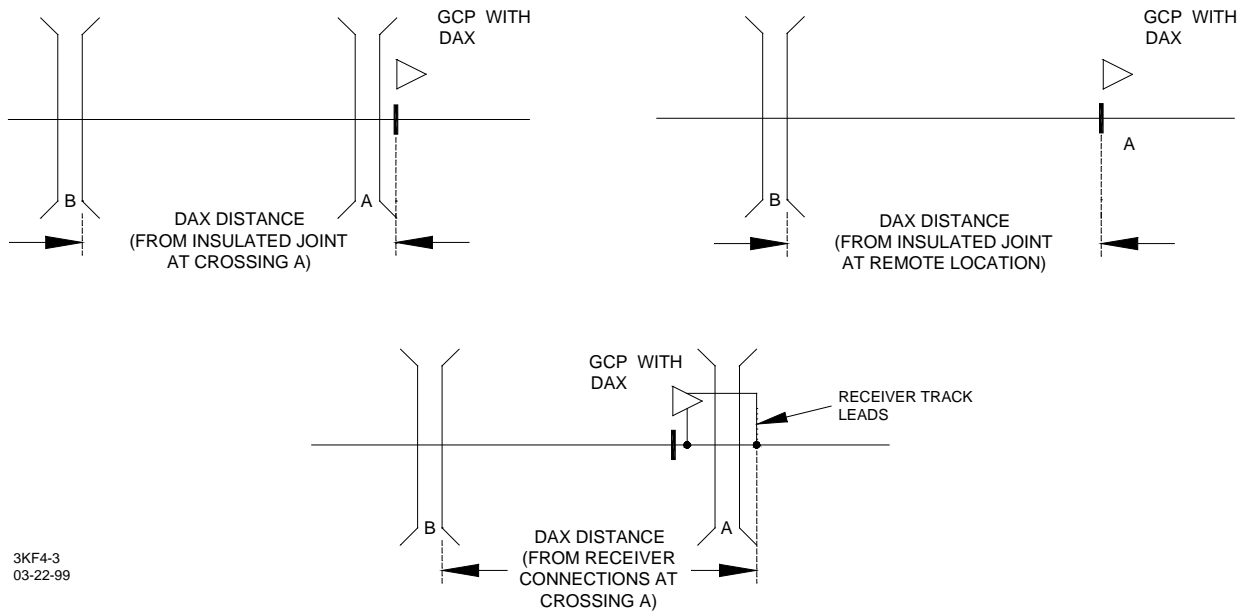 GCP WITH
DAX
B
A
DAX DISTANCE
(FROM INSULATED JOINT
AT CROSSING A)
GCP WITH
DAX
A
B
DAX DISTANCE
(FROM INSULATED JOINT
AT REMOTE LOCATION)
GCP WITH
DAX
RECEIVER TRACK
LEADS
B
A
DAX DISTANCE
(FROM RECEIVER
CONNECTIONS AT
CROSSING A)
3KF4-3
03-22-99